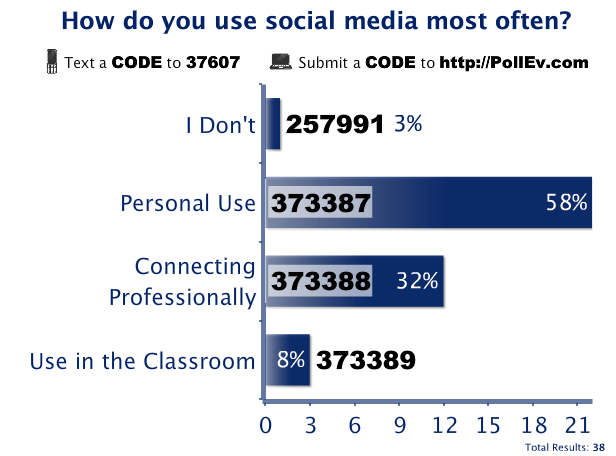 How do you use social media most often?
Text a CODE to 37607 Submit a CODE to http://PollEv.com
I Don't 257991 3%
Personal Use 373387 58%
Connecting
Professionally 373388 32%
Use in the Classroom 8% 373389
0 3 6 9 12 15 18 21
Total Results: 38